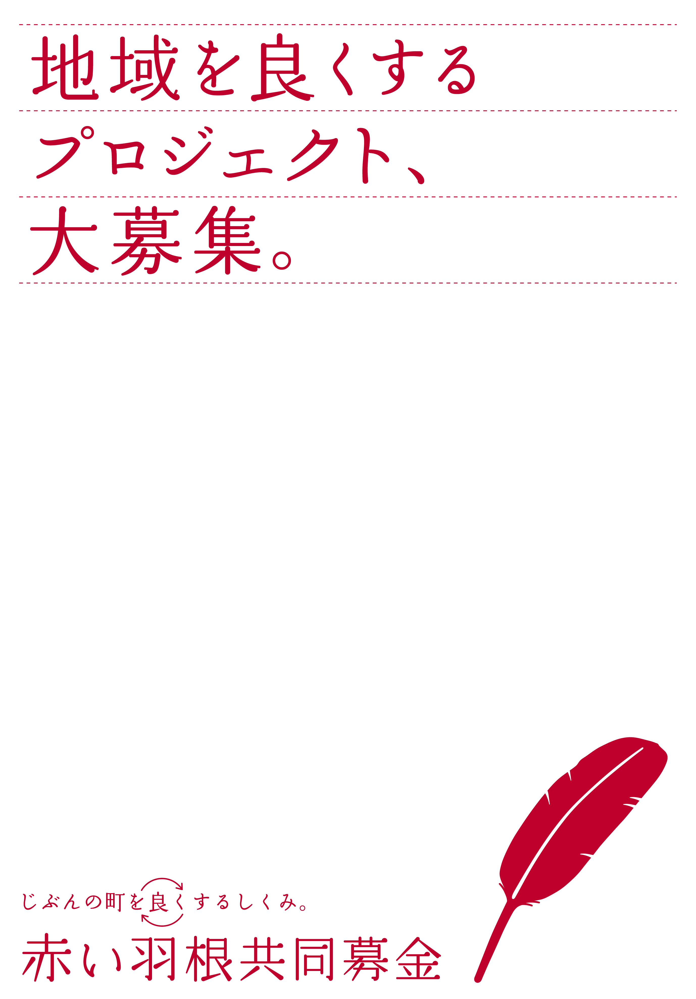 地域を良くする
プロジェクト、
大募集。
じぶんの町を良くするしくみ。
赤い羽根共同募金